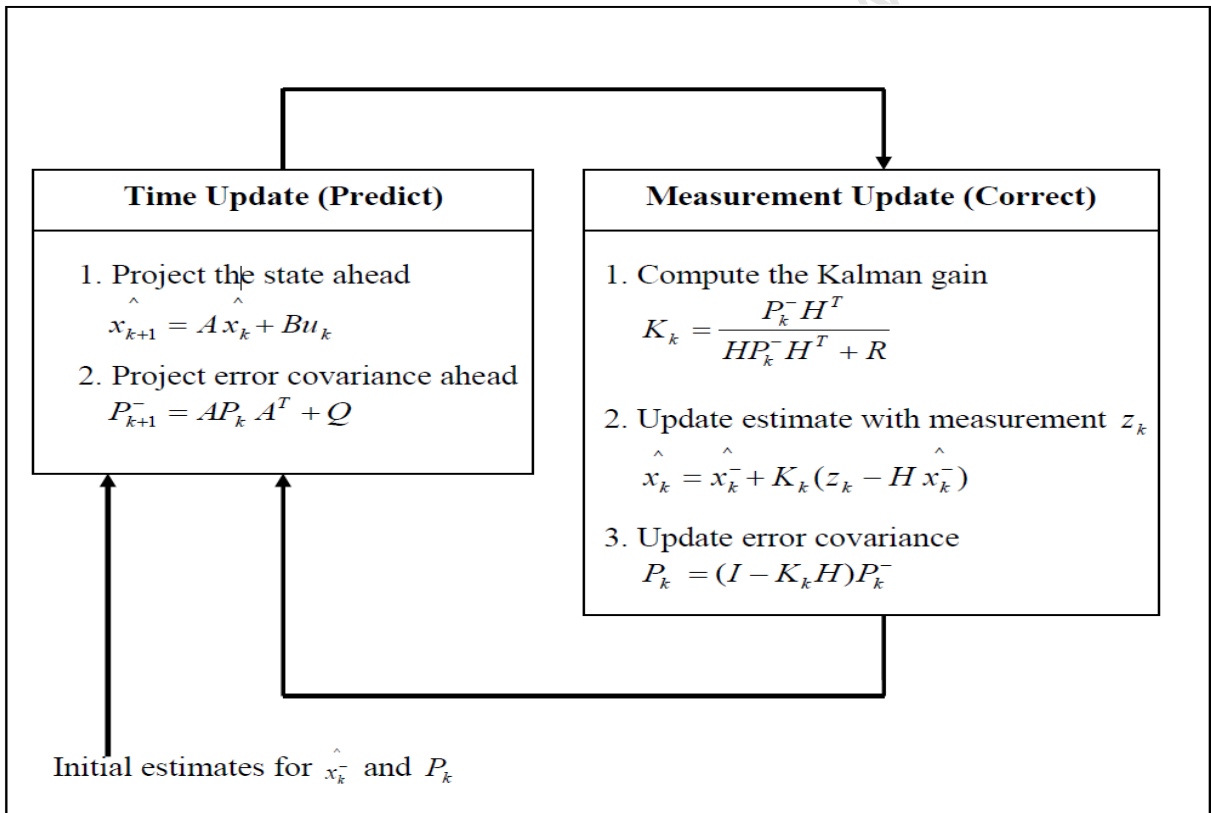 Time Update (Predict)
1. Project the state ahead
x̂_{k+1} = A x̂_k + Bu_k
2. Project error covariance ahead
P^-_{k+1} = AP_k A^T + Q
Measurement Update (Correct)
1. Compute the Kalman gain
K_k = \frac{P^-_k H^T}{HP^-_k H^T + R}
2. Update estimate with measurement z_k
x̂_k = x̂^-_k + K_k(z_k − H x̂^-_k)
3. Update error covariance
P_k = (I − K_k H)P^-_k
Initial estimates for x̂^-_k and P_k